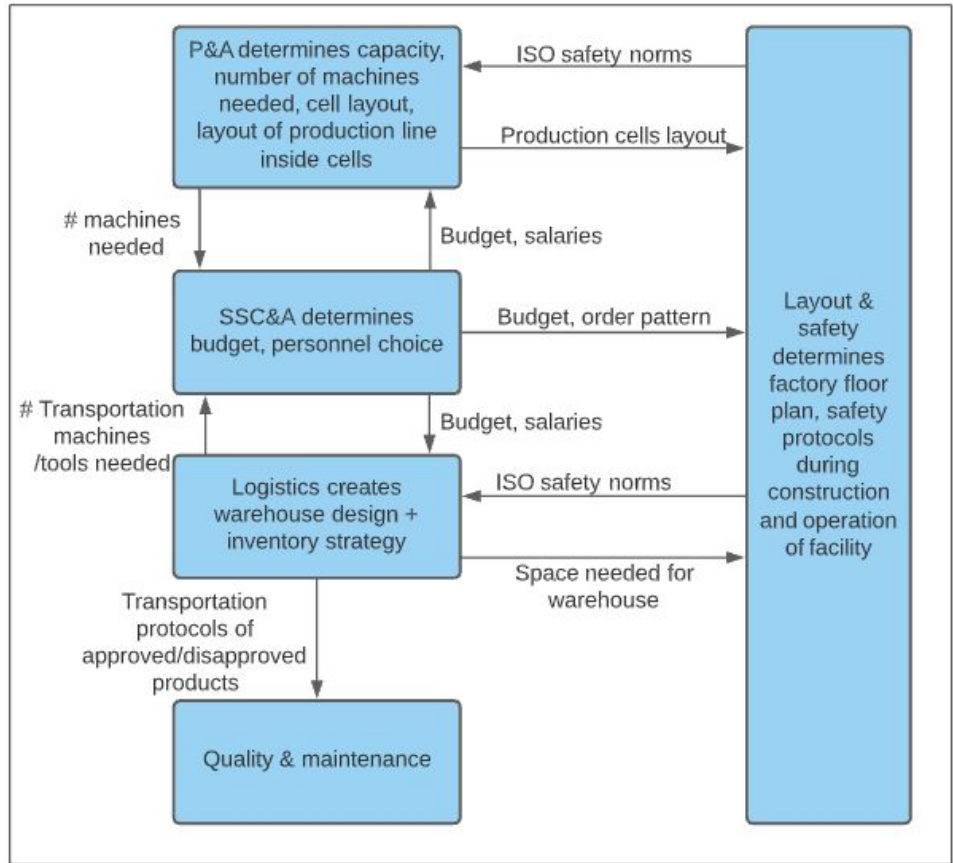 P&A determines capacity,
number of machines
needed, cell layout,
layout of production line
inside cells
ISO safety norms
Production cells layout
# machines
needed
Budget, salaries
SSC&A determines
budget, personnel choice
Budget, order pattern
# Transportation
machines
/tools needed
Budget, salaries
Logistics creates
warehouse design +
inventory strategy
ISO safety norms
Space needed for
warehouse
Transportation
protocols of
approved/disapproved
products
Quality & maintenance
Layout &
safety
determines
factory floor
plan, safety
protocols
during
construction
and operation
of facility